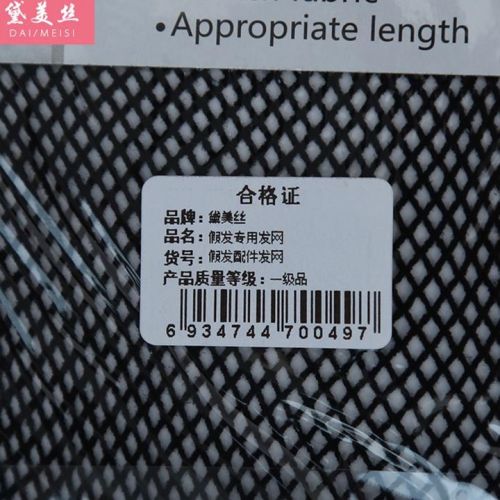 黛美丝
DAI/MEISI
• Appropriate length
合格证
品牌：黛美丝
品名：假发专用发网
货号：假发配件发网
产品质量等级：一级品
6 934744 700497